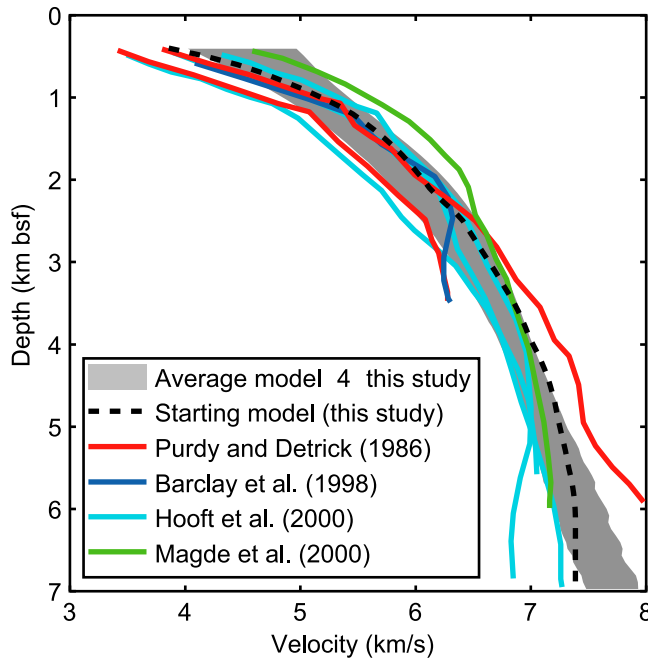 0
1
2
3
4
5
6
7
Depth (km bsf)
Average model 4 this study
Starting model (this study)
Purdy and Detrick (1986)
Barclay et al. (1998)
Hooft et al. (2000)
Magde et al. (2000)
3 4 5 6 7 8
Velocity (km/s)